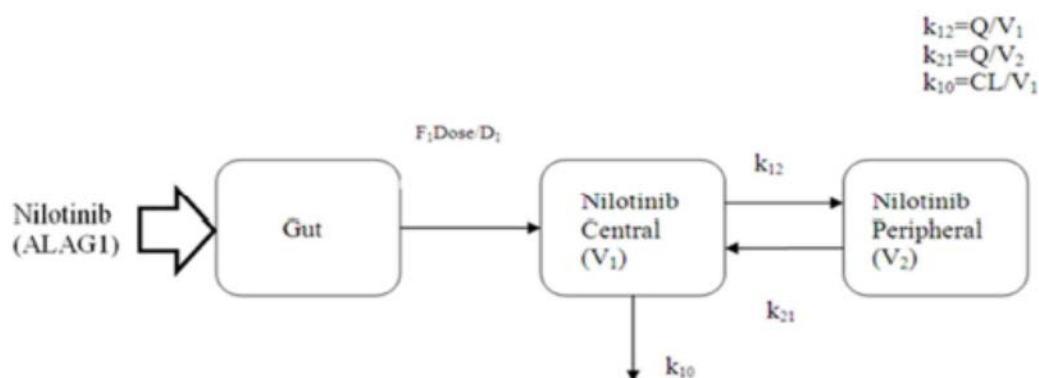 k₁₂=Q/V₁
k₂₁=Q/V₂
k₁₀=CL/V₁
F₁Dose/D₁
Nilotinib
(ALAG1)
Gut
Nilotinib
Central
(V₁)
k₁₂
Nilotinib
Peripheral
(V₂)
k₂₁
k₁₀